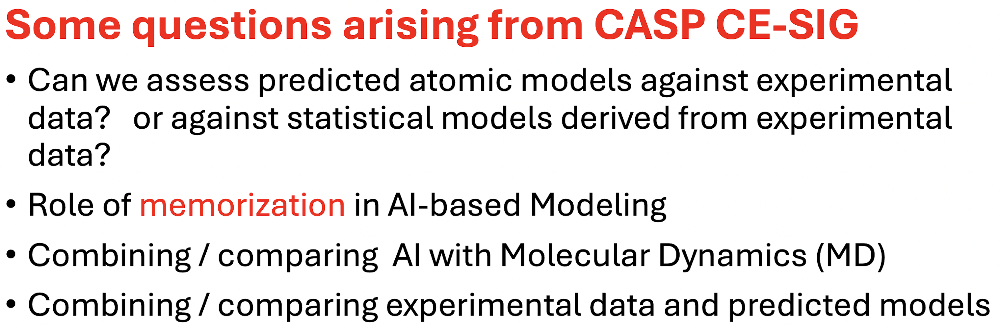 Some questions arising from CASP CE-SIG
• Can we assess predicted atomic models against experimental
data?   or against statistical models derived from experimental
data?
• Role of memorization in AI-based Modeling
• Combining / comparing  AI with Molecular Dynamics (MD)
• Combining / comparing experimental data and predicted models